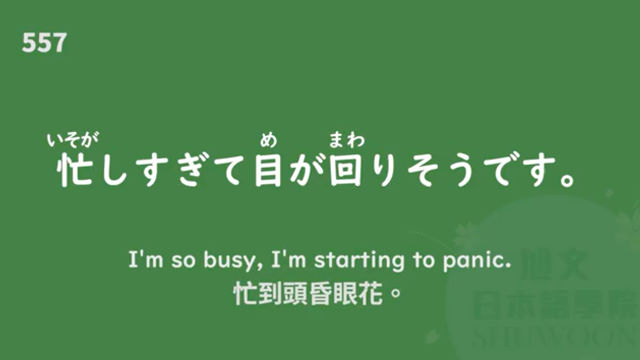 557
いそが め まわ
忙しすぎて目が回りそうです。
I'm so busy, I'm starting to panic.
忙到頭昏眼花。
旭文
日本語學院
SHUWOON